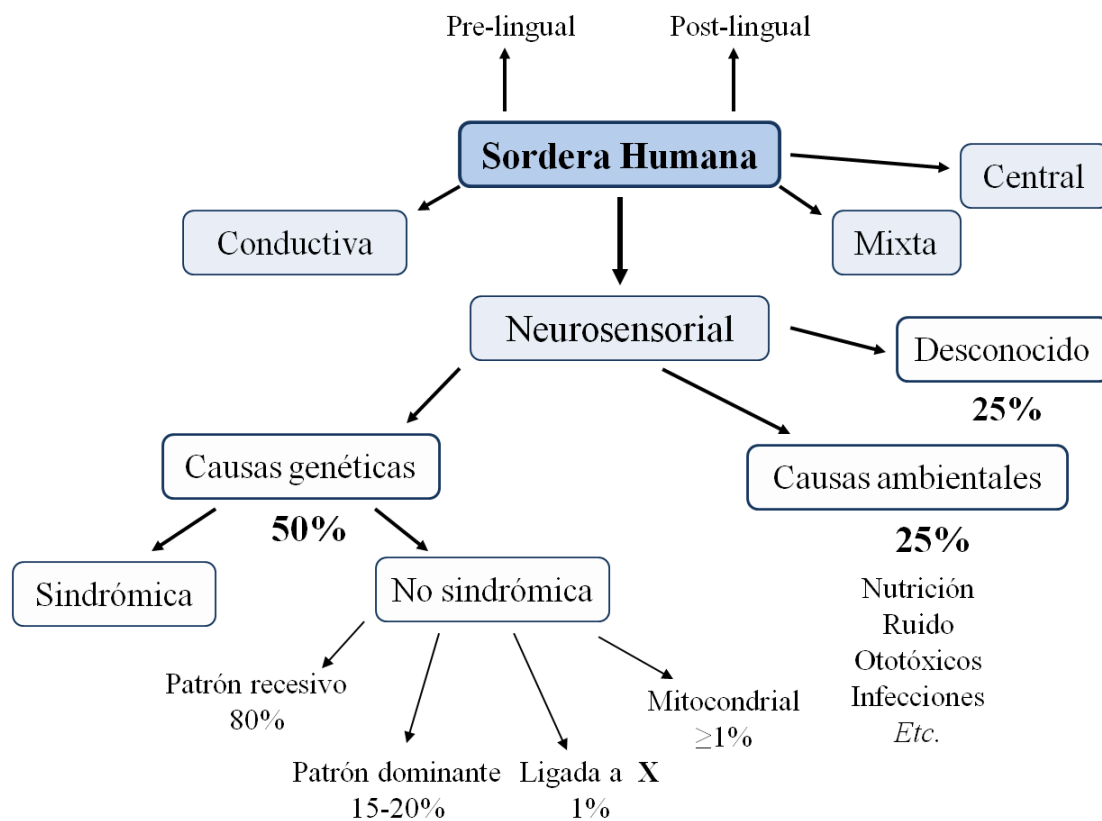 Pre-lingual
Post-lingual
Sordera Humana
Central
Conductiva
Mixta
Neurosensorial
Desconocido
25%
Causas genéticas
50%
Causas ambientales
25%
Sindrómica
No sindrómica
Nutrición
Ruido
Ototóxicos
Infecciones
Etc.
Patrón recesivo
80%
Mitocondrial
≥1%
Patrón dominante
15-20%
Ligada a X
1%